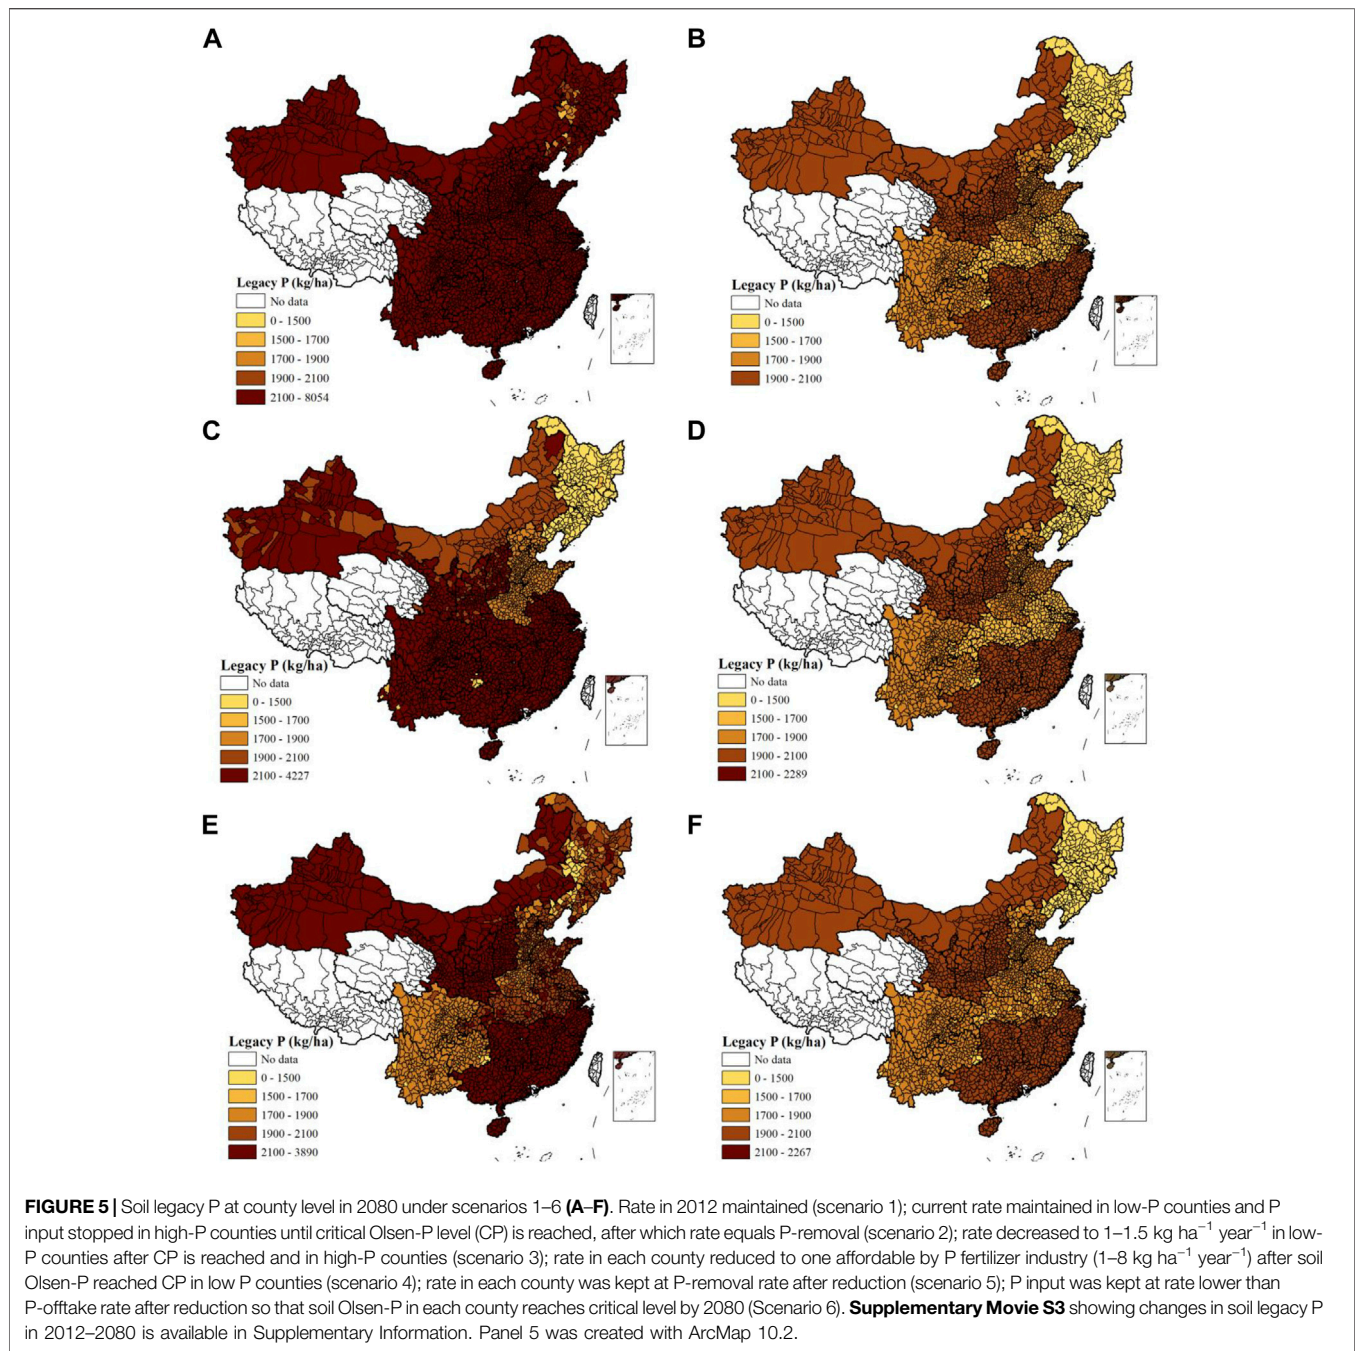 A
Legacy P (kg/ha)
No data
0 - 1500
1500 - 1700
1700 - 1900
1900 - 2100
2100 - 8054
B
Legacy P (kg/ha)
No data
0 - 1500
1500 - 1700
1700 - 1900
1900 - 2100
C
Legacy P (kg/ha)
No data
0 - 1500
1500 - 1700
1700 - 1900
1900 - 2100
2100 - 4227
D
Legacy P (kg/ha)
No data
0 - 1500
1500 - 1700
1700 - 1900
1900 - 2100
2100 - 2289
E
Legacy P (kg/ha)
No data
0 - 1500
1500 - 1700
1700 - 1900
1900 - 2100
2100 - 3890
F
Legacy P (kg/ha)
No data
0 - 1500
1500 - 1700
1700 - 1900
1900 - 2100
2100 - 2267
FIGURE 5 | Soil legacy P at county level in 2080 under scenarios 1–6 (A–F). Rate in 2012 maintained (scenario 1); current rate maintained in low-P counties and P
input stopped in high-P counties until critical Olsen-P level (CP) is reached, after which rate equals P-removal (scenario 2); rate decreased to 1–1.5 kg ha⁻¹ year⁻¹ in low-
P counties after CP is reached and in high-P counties (scenario 3); rate in each county reduced to one affordable by P fertilizer industry (1–8 kg ha⁻¹ year⁻¹) after soil
Olsen-P reached CP in low P counties (scenario 4); rate in each county was kept at P-removal rate after reduction (scenario 5); P input was kept at rate lower than
P-offtake rate after reduction so that soil Olsen-P in each county reaches critical level by 2080 (Scenario 6). Supplementary Movie S3 showing changes in soil legacy P
in 2012–2080 is available in Supplementary Information. Panel 5 was created with ArcMap 10.2.